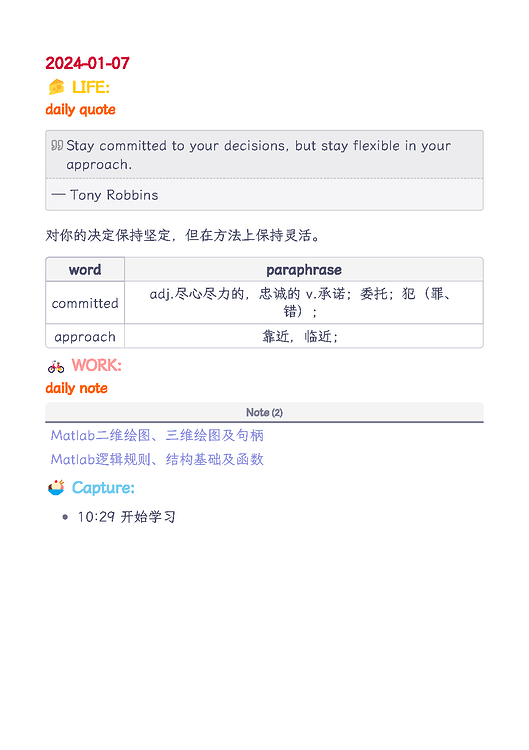 2024-01-07
LIFE:
daily quote
Stay committed to your decisions, but stay flexible in your
approach.
— Tony Robbins
对你的决定保持坚定，但在方法上保持灵活。
word paraphrase
committed adj.尽心尽力的，忠诚的 v.承诺；委托；犯（罪、
错）；
approach 靠近，临近；
WORK:
daily note
Note (2)
Matlab二维绘图、三维绘图及句柄
Matlab逻辑规则、结构基础及函数
Capture:
• 10:29 开始学习